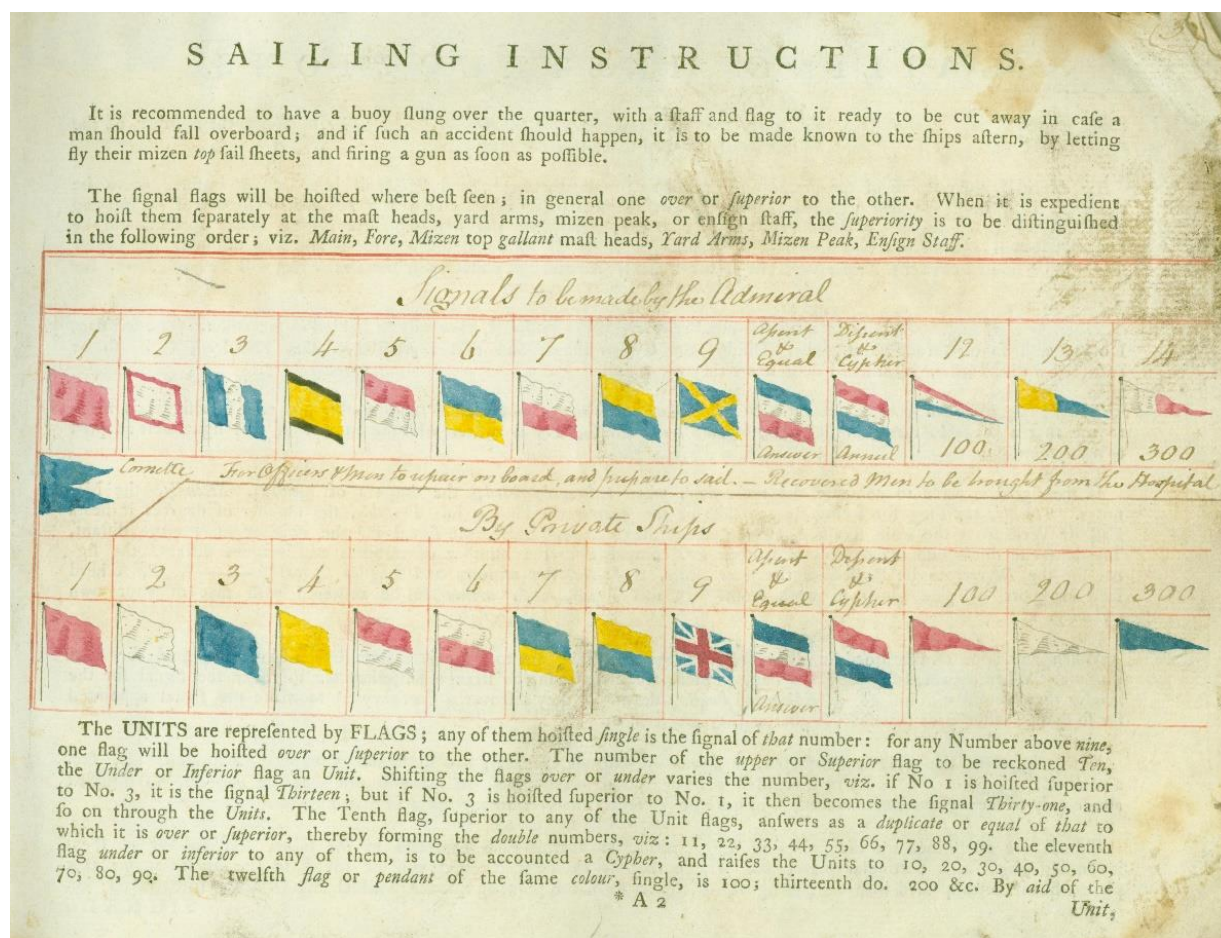 SAILING INSTRUCTIONS.
It is recommended to have a buoy ſlung over the quarter, with a ſtaff and flag to it ready to be cut away in caſe a
man ſhould fall overboard; and if ſuch an accident ſhould happen, it is to be made known to the ſhips aſtern, by letting
fly their mizen top ſail ſheets, and firing a gun as ſoon as poſſible.
The ſignal flags will be hoiſted where beſt ſeen; in general one over or ſuperior to the other. When it is expedient
to hoiſt them ſeparately at the maſt heads, yard arms, mizen peak, or enſign ſtaff, the ſuperiority is to be diſtinguiſhed
in the following order; viz. Main, Fore, Mizen top gallant maſt heads, Yard Arms, Mizen Peak, Enſign Staff.
Signals to be made by the Admiral
1 2 3 4 5 6 7 8 9 Aſsent & Equal Diſsent & Cypher 12 13 14
Answer Annul 100 200 300
Cornette For Officers & Men to repair on board, and prepare to sail. — Recovered Men to be brought from the Hospital
By Private Ships
1 2 3 4 5 6 7 8 9 Aſsent & Equal Diſsent & Cypher 100 200 300
Answer
The UNITS are repreſented by FLAGS; any of them hoiſted ſingle is the ſignal of that number: for any Number above nine,
one flag will be hoiſted over or ſuperior to the other. The number of the upper or Superior flag to be reckoned Ten,
the Under or Inferior flag an Unit. Shifting the flags over or under varies the number, viz. if No 1 is hoiſted ſuperior
to No. 3, it is the ſignal Thirteen; but if No. 3 is hoiſted ſuperior to No. 1, it then becomes the ſignal Thirty-one, and
ſo on through the Units. The Tenth flag, ſuperior to any of the Unit flags, anſwers as a duplicate or equal of that to
which it is over or ſuperior, thereby forming the double numbers, viz: 11, 22, 33, 44, 55, 66, 77, 88, 99. the eleventh
flag under or inferior to any of them, is to be accounted a Cypher, and raiſes the Units to 10, 20, 30, 40, 50, 60,
70, 80, 90. The twelfth flag or pendant of the ſame colour, ſingle, is 100; thirteenth do. 200 &c. By aid of the
* A 2
Unit,